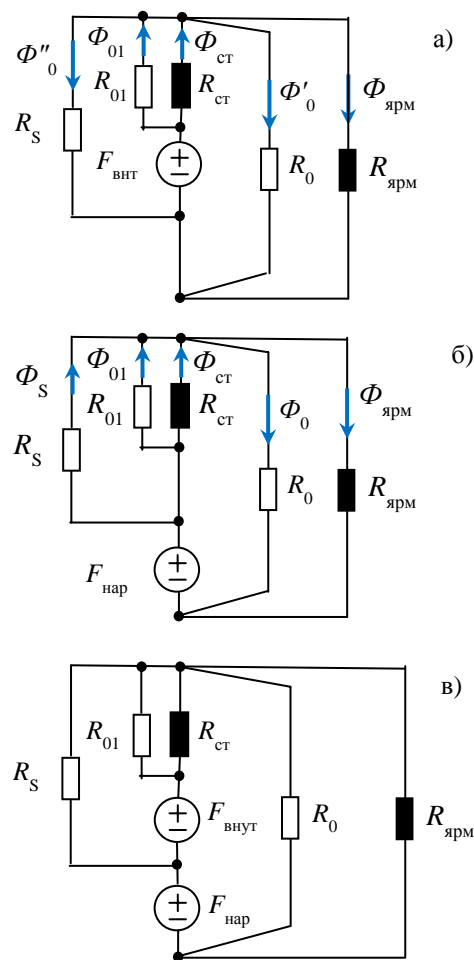 а)
Φ″₀ Φ₀₁ Φст
R₀₁ Rст Φ′₀ Φярм
RS Fвнт R₀ Rярм
б)
ΦS Φ₀₁ Φст
R₀₁ Rст Φ₀ Φярм
RS R₀ Rярм
Fнар
в)
R₀₁ Rст
RS Fвнут R₀ Rярм
Fнар